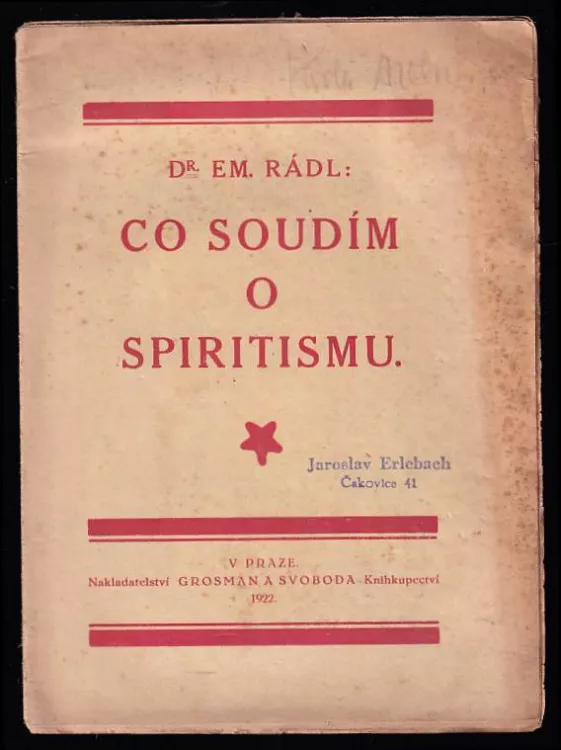 DR. EM. RÁDL:
CO SOUDÍM
O
SPIRITISMU.
Jaroslav Erlebach
Čakovice 41
V PRAZE.
Nakladatelství GROSMAN A SVOBODA Knihkupectví
1922.